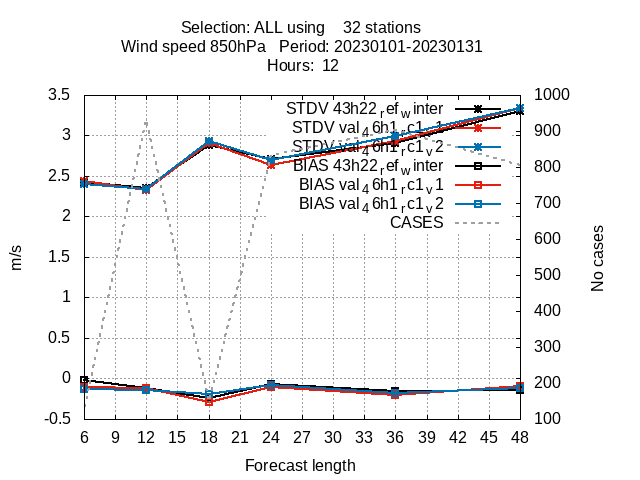 Selection: ALL using 32 stations
Wind speed 850hPa Period: 20230101-20230131
Hours: 12
3.5
3
2.5
2
1.5
1
0.5
0
-0.5
m/s
STDV 43h22_ref_winter
STDV val_46h1_rc1_v1
STDV val_46h1_rc1_v2
BIAS 43h22_ref_winter
BIAS val_46h1_rc1_v1
BIAS val_46h1_rc1_v2
CASES
1000
900
800
700
600
500
400
300
200
100
No cases
6 9 12 15 18 21 24 27 30 33 36 39 42 45 48
Forecast length